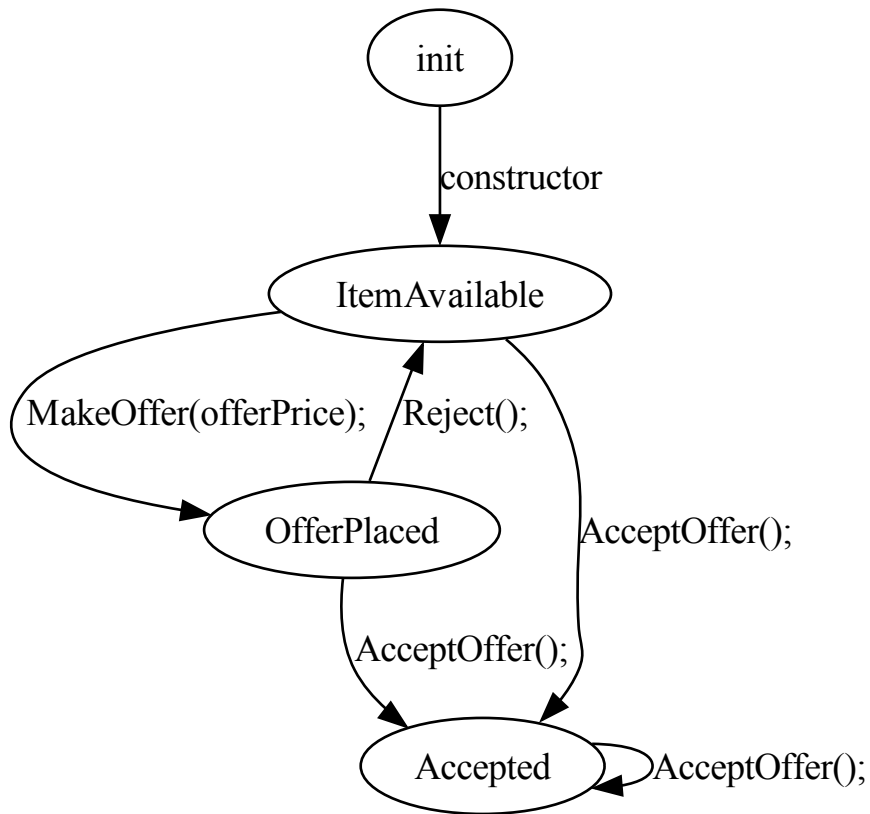 init
constructor
ItemAvailable
MakeOffer(offerPrice);
Reject();
OfferPlaced
AcceptOffer();
AcceptOffer();
Accepted
AcceptOffer();